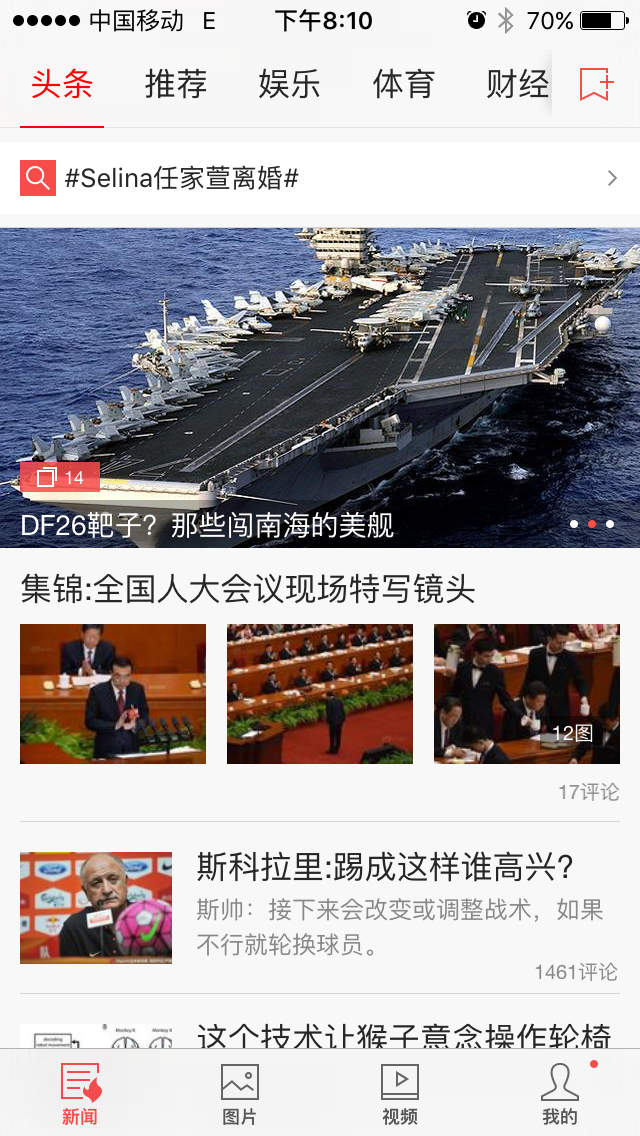 中国移动 E 下午8:10 70%
头条 推荐 娱乐 体育 财经
#Selina任家萱离婚#
14
DF26靶子？那些闯南海的美舰
集锦:全国人大会议现场特写镜头
12图
17评论
斯科拉里:踢成这样谁高兴？
斯帅：接下来会改变或调整战术，如果
不行就轮换球员。
1461评论
这个技术让猴子意念操作轮椅
Monkey K Monkey M
新闻 图片 视频 我的